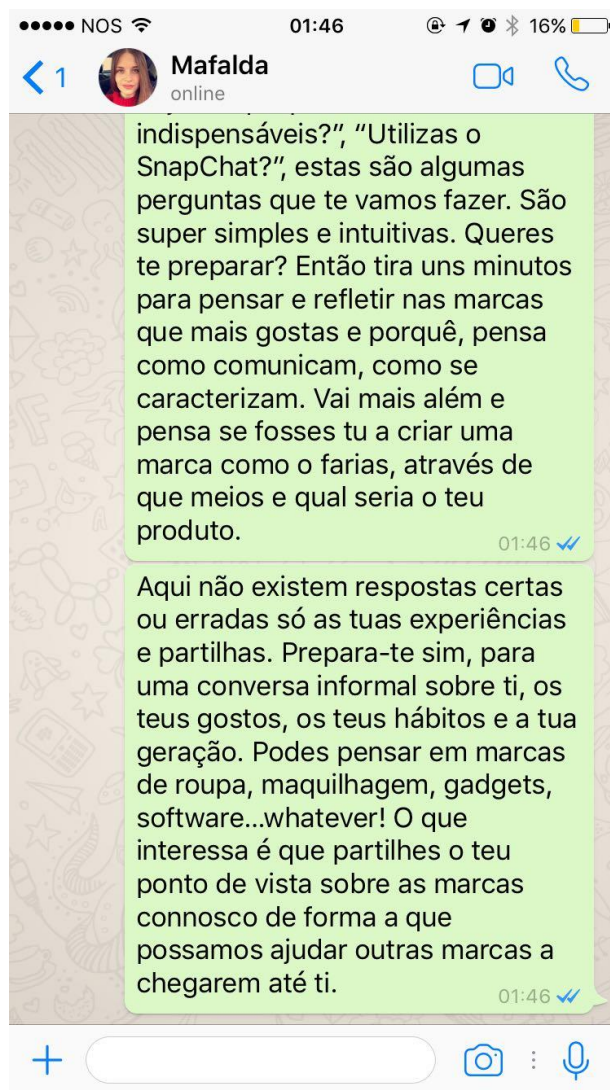 NOS 01:46 16%
1 Mafalda
online
indispensáveis?”, “Utilizas o
SnapChat?”, estas são algumas
perguntas que te vamos fazer. São
super simples e intuitivas. Queres
te preparar? Então tira uns minutos
para pensar e refletir nas marcas
que mais gostas e porquê, pensa
como comunicam, como se
caracterizam. Vai mais além e
pensa se fosses tu a criar uma
marca como o farias, através de
que meios e qual seria o teu
produto.
01:46
Aqui não existem respostas certas
ou erradas só as tuas experiências
e partilhas. Prepara-te sim, para
uma conversa informal sobre ti, os
teus gostos, os teus hábitos e a tua
geração. Podes pensar em marcas
de roupa, maquilhagem, gadgets,
software...whatever! O que
interessa é que partilhes o teu
ponto de vista sobre as marcas
connosco de forma a que
possamos ajudar outras marcas a
chegarem até ti.
01:46